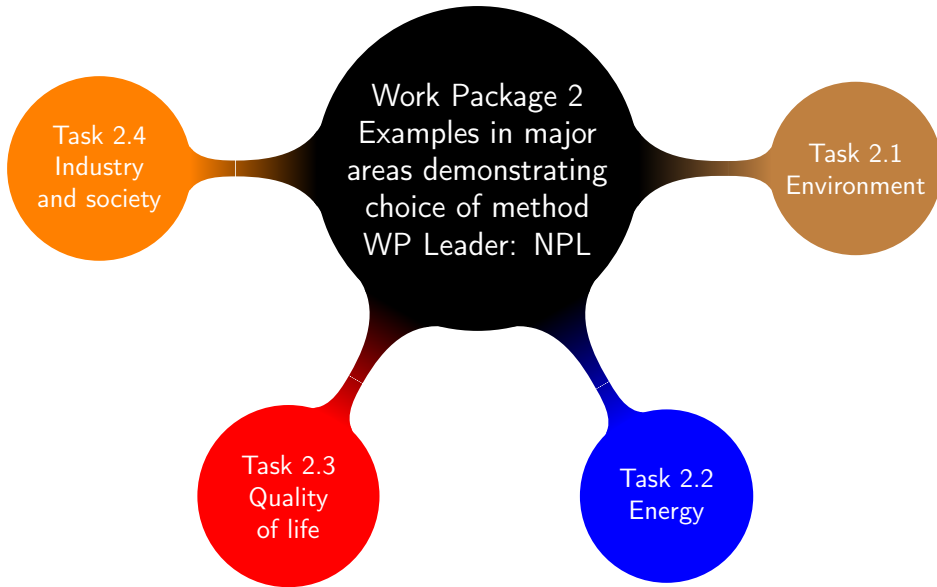 Work Package 2
Examples in major
areas demonstrating
choice of method
WP Leader: NPL
Task 2.1
Environment
Task 2.2
Energy
Task 2.3
Quality
of life
Task 2.4
Industry
and society